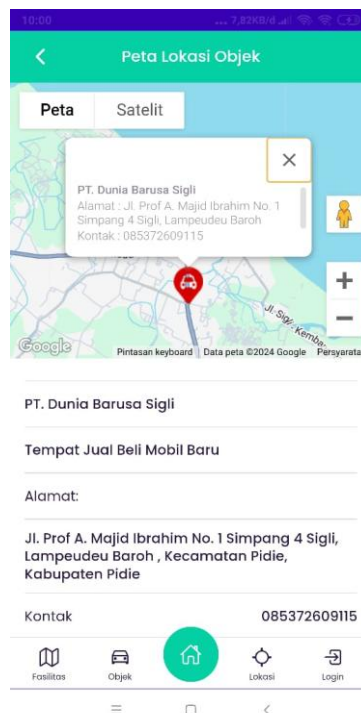 10:00
... 7,82KB/d
Peta Lokasi Objek
Peta Satelit
PT. Dunia Barusa Sigli
Alamat : Jl. Prof A. Majid Ibrahim No. 1
Simpang 4 Sigli, Lampeudeu Baroh
Kontak : 085372609115
Jl. Sigli - Kemba
Google
Pintasan keyboard Data peta ©2024 Google Persyarata
PT. Dunia Barusa Sigli
Tempat Jual Beli Mobil Baru
Alamat:
Jl. Prof A. Majid Ibrahim No. 1 Simpang 4 Sigli,
Lampeudeu Baroh , Kecamatan Pidie,
Kabupaten Pidie
Kontak 085372609115
Fasilitas Objek Lokasi Login